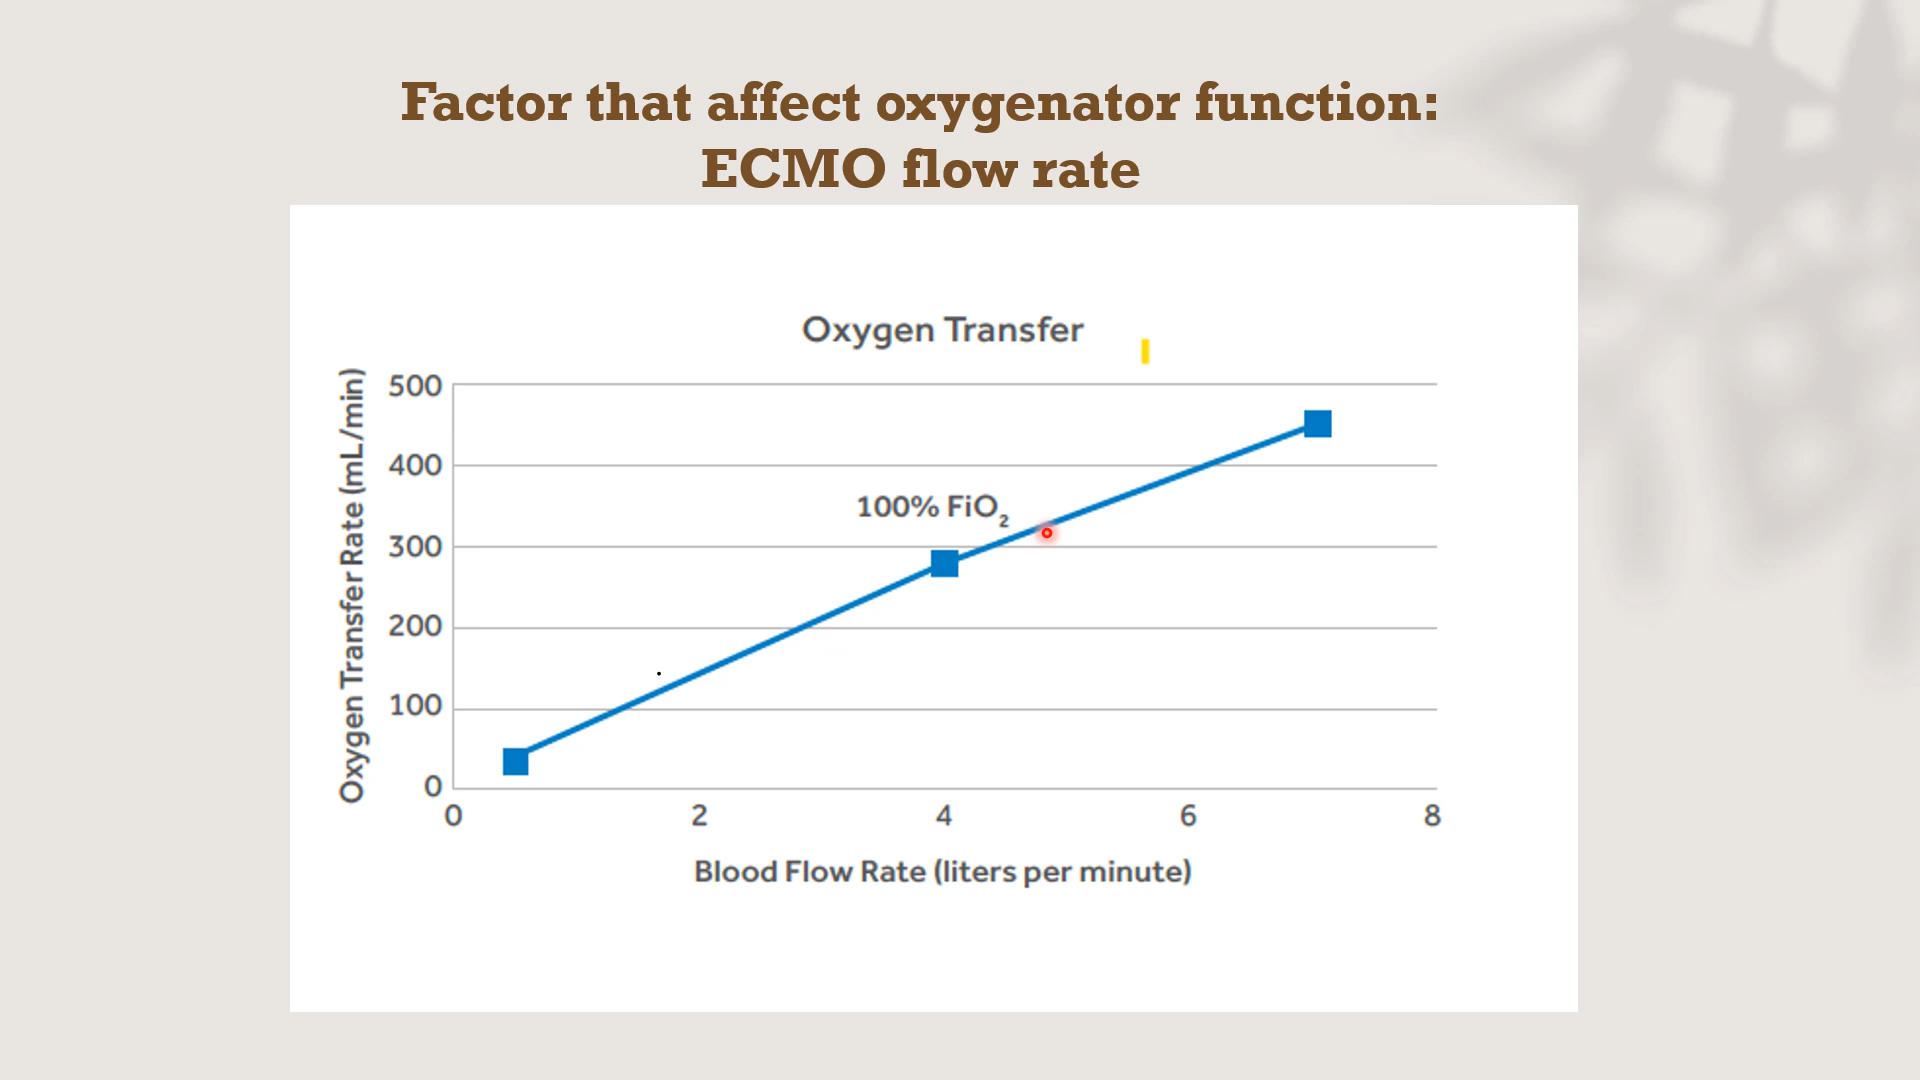 Factor that affect oxygenator function:
ECMO flow rate
Oxygen Transfer
Oxygen Transfer Rate (mL/min)
500
400
300
200
100
0
100% FiO₂
0 2 4 6 8
Blood Flow Rate (liters per minute)